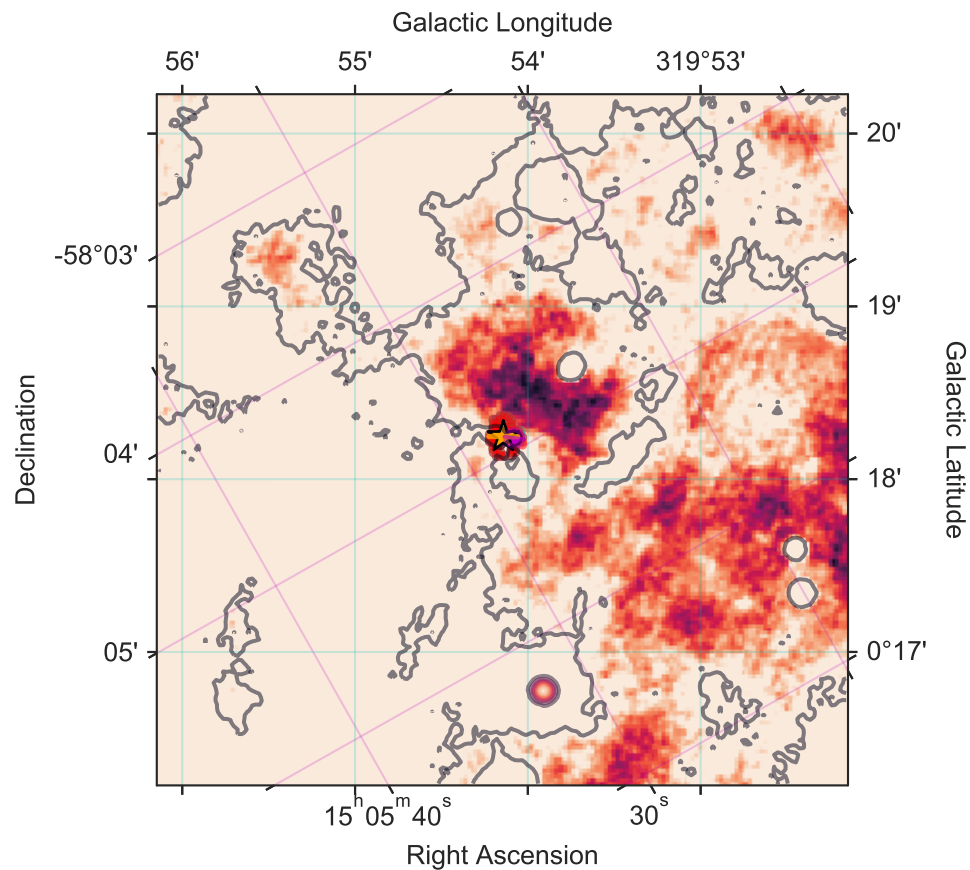 Galactic Longitude
56' 55' 54' 319°53'
20'
-58°03'
19'
Declination
Galactic Latitude
04'
18'
05'
0°17'
15h05m40s 30s
Right Ascension